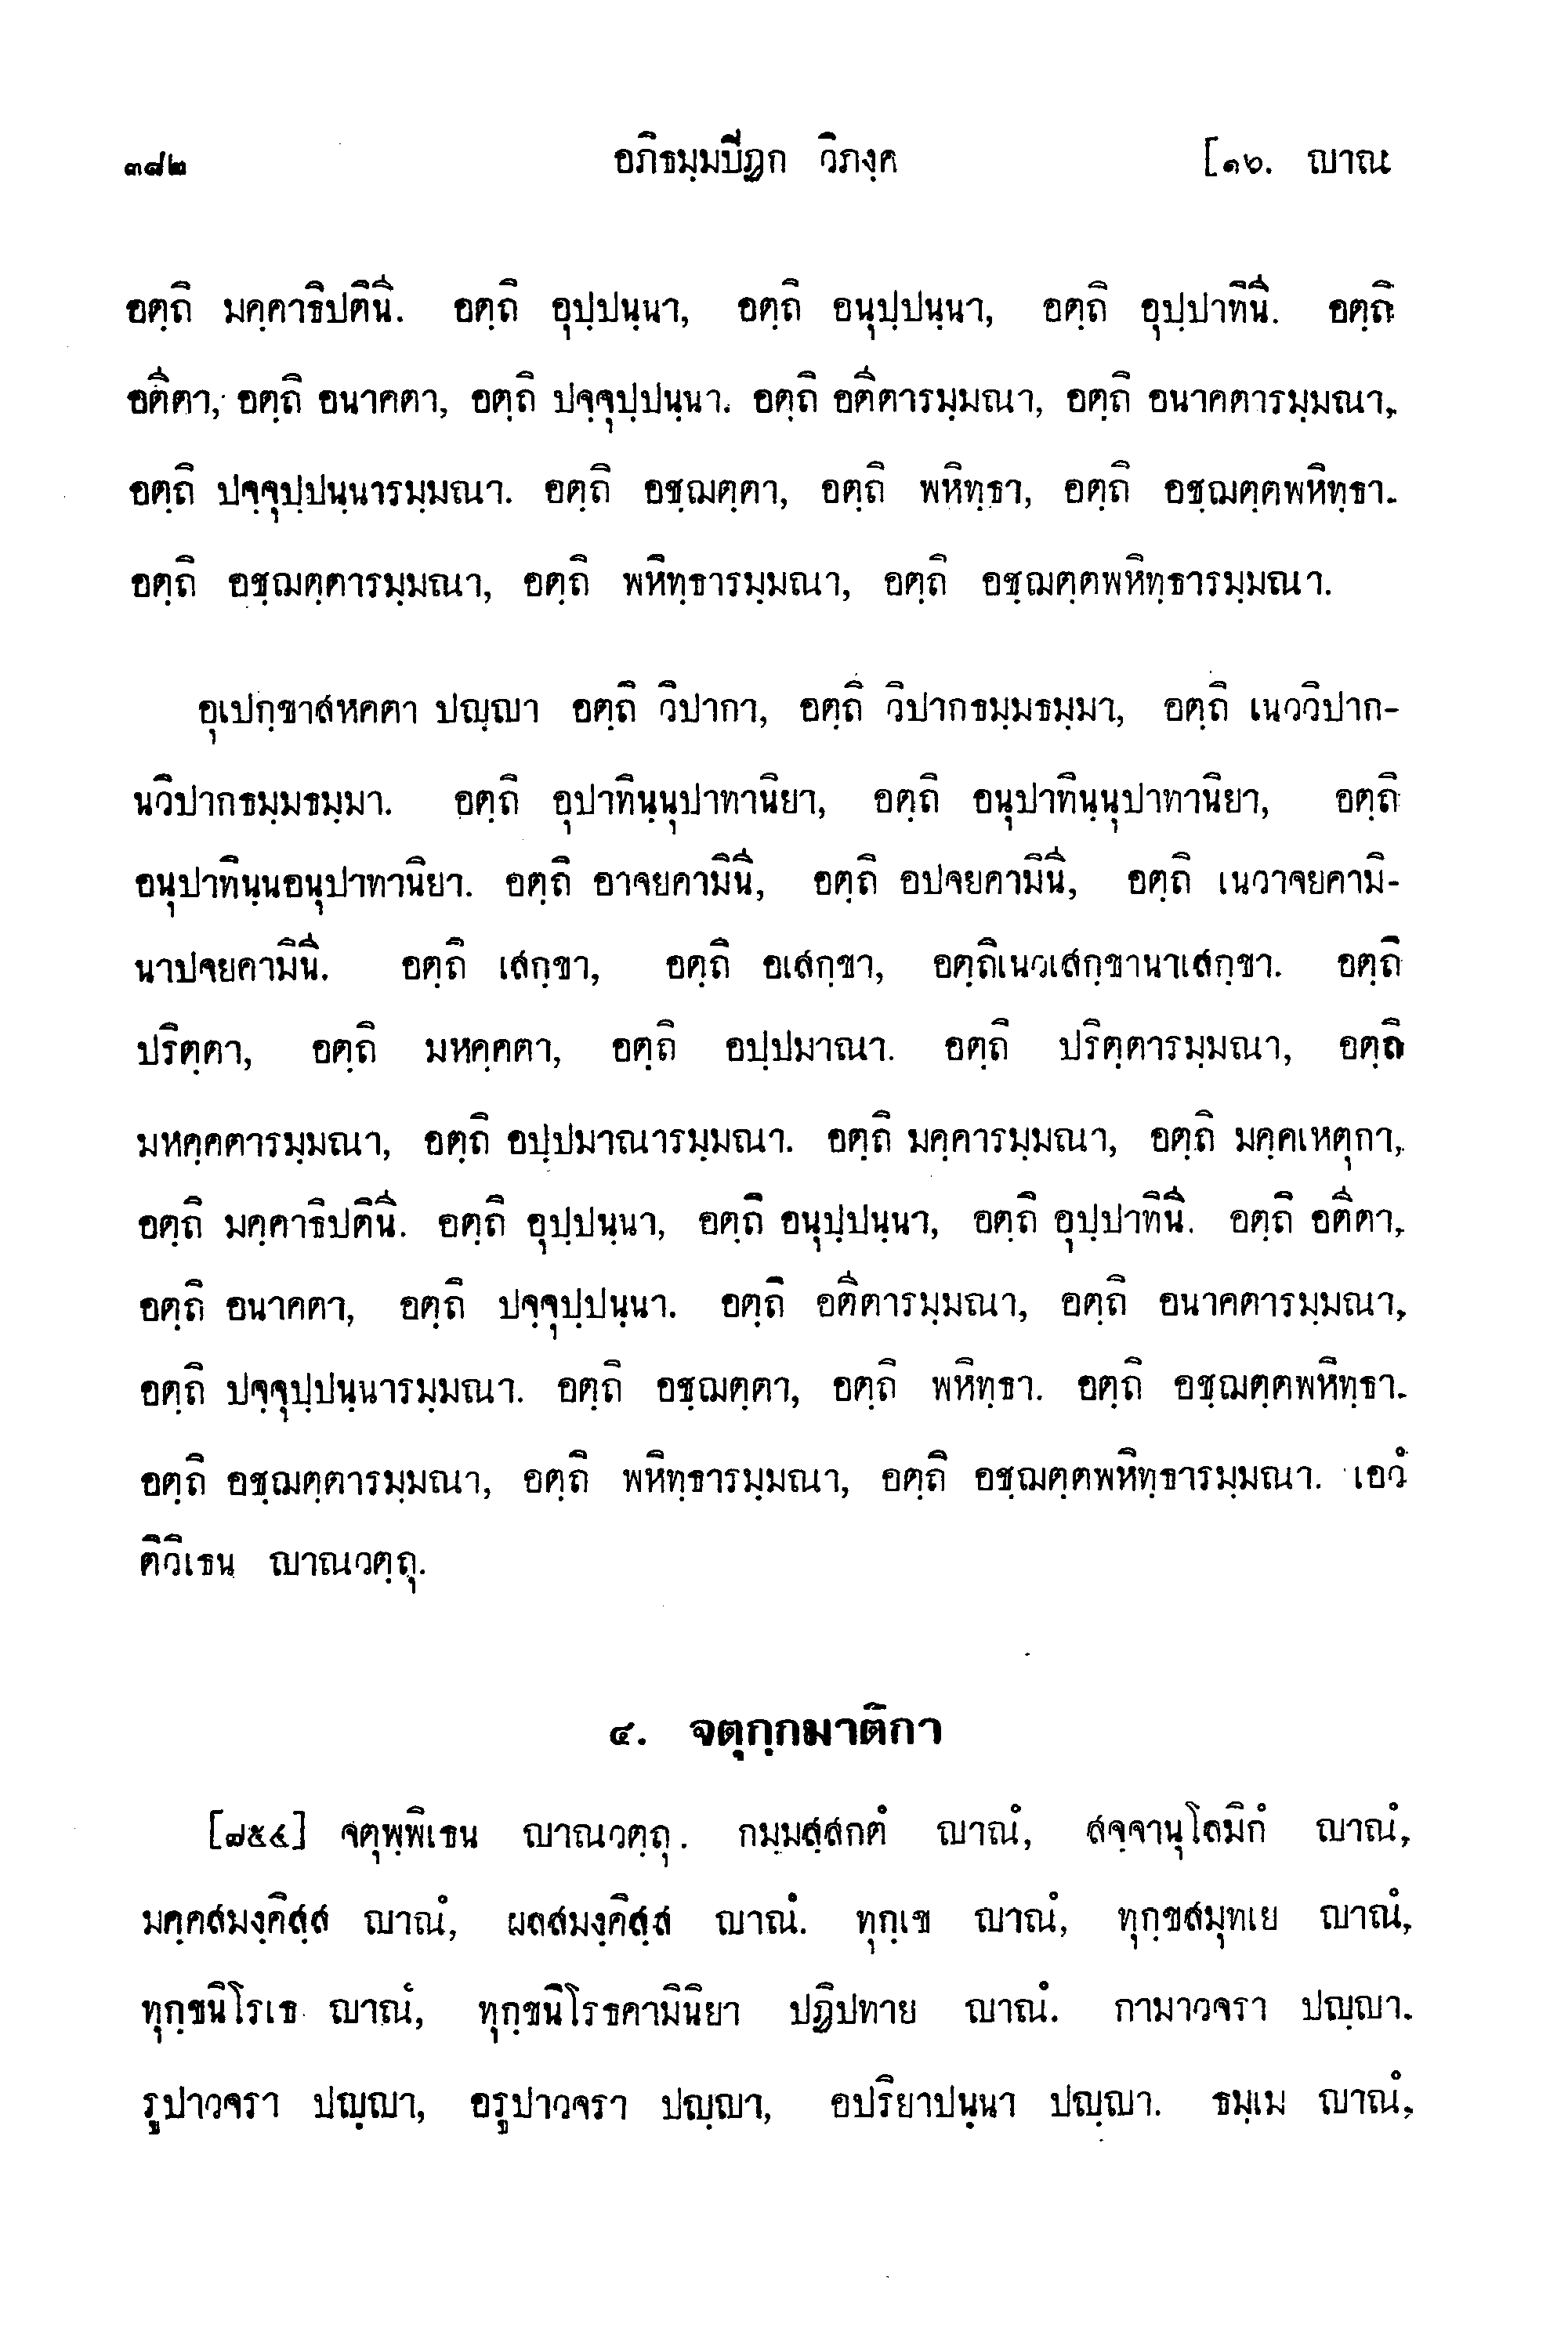 ๓๘๒ อภิธมฺมปีฏก วิภงฺค [๑๖. ญาณ
อตฺถิ มคฺคาธิปตินี. อตฺถิ อุปฺปนฺนา, อตฺถิ อนุปฺปนฺนา, อตฺถิ อุปฺปาทินี. อตฺถิ
อตีตา, อตฺถิ อนาคตา, อตฺถิ ปจฺจุปฺปนฺนา. อตฺถิ อตีตารมฺมณา, อตฺถิ อนาคตารมฺมณา,
อตฺถิ ปจฺจุปฺปนฺนารมฺมณา. อตฺถิ อชฺฌตฺตา, อตฺถิ พหิทฺธา, อตฺถิ อชฺฌตฺตพหิทฺธา.
อตฺถิ อชฺฌตฺตารมฺมณา, อตฺถิ พหิทฺธารมฺมณา, อตฺถิ อชฺฌตฺตพหิทฺธารมฺมณา.
อุเปกฺขาสหคตา ปญฺญา อตฺถิ วิปากา, อตฺถิ วิปากธมฺมธมฺมา, อตฺถิ เนววิปาก-
นวิปากธมฺมธมฺมา. อตฺถิ อุปาทินฺนุปาทานิยา, อตฺถิ อนุปาทินฺนุปาทานิยา, อตฺถิ
อนุปาทินฺนอนุปาทานิยา. อตฺถิ อาจยคามินี, อตฺถิ อปจยคามินี, อตฺถิ เนวาจยคามิ-
นาปจยคามินี. อตฺถิ เสกฺขา, อตฺถิ อเสกฺขา, อตฺถิเนวเสกฺขานาเสกฺขา. อตฺถิ
ปริตฺตา, อตฺถิ มหคฺคตา, อตฺถิ อปฺปมาณา. อตฺถิ ปริตฺตารมฺมณา, อตฺถิ
มหคฺคตารมฺมณา, อตฺถิ อปฺปมาณารมฺมณา. อตฺถิ มคฺคารมฺมณา, อตฺถิ มคฺคเหตุกา,
อตฺถิ มคฺคาธิปตินี. อตฺถิ อุปฺปนฺนา, อตฺถิ อนุปฺปนฺนา, อตฺถิ อุปฺปาทินี. อตฺถิ อตีตา,
อตฺถิ อนาคตา, อตฺถิ ปจฺจุปฺปนฺนา. อตฺถิ อตีตารมฺมณา, อตฺถิ อนาคตารมฺมณา,
อตฺถิ ปจฺจุปฺปนฺนารมฺมณา. อตฺถิ อชฺฌตฺตา, อตฺถิ พหิทฺธา. อตฺถิ อชฺฌตฺตพหิทฺธา.
อตฺถิ อชฺฌตฺตารมฺมณา, อตฺถิ พหิทฺธารมฺมณา, อตฺถิ อชฺฌตฺตพหิทฺธารมฺมณา. เอวํ
ติวิเธน ญาณวตฺถุ.
๔. จตุกฺกมาติกา
[๘๕๔] จตุพฺพิเธน ญาณวตฺถุ. กมฺมสฺสกตํ ญาณํ, สจฺจานุโลมิกํ ญาณํ,
มคฺคสมงฺคิสฺส ญาณํ, ผลสมงฺคิสฺส ญาณํ. ทุกฺเข ญาณํ, ทุกฺขสมุทเย ญาณํ,
ทุกฺขนิโรเธ ญาณํ, ทุกฺขนิโรธคามินิยา ปฏิปทาย ญาณํ. กามาวจรา ปญฺญา.
รูปาวจรา ปญฺญา, อรูปาวจรา ปญฺญา, อปริยาปนฺนา ปญฺญา. ธมฺเม ญาณํ,